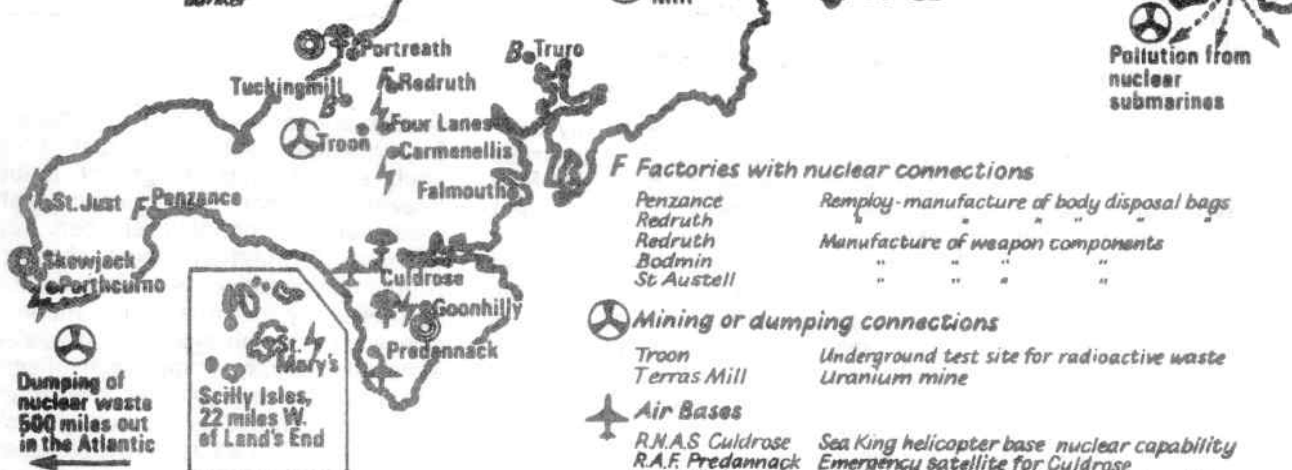 bunker
Mill
Portreath
B Truro
Pollution from
nuclear
submarines
Tuckingmill
B
F Redruth
Four Lanes
Troon
Carmenellis
Falmouth
St. Just
F Penzance
Skewjack
Porthcurno
Culdrose
Goonhilly
Predannack
St.
Mary's
Scilly Isles,
22 miles W.
of Land's End
Dumping of
nuclear waste
500 miles out
in the Atlantic
F Factories with nuclear connections
Penzance Remploy-manufacture of body disposal bags
Redruth " " " " "
Redruth Manufacture of weapon components
Bodmin " " " "
St Austell " " " "
Mining or dumping connections
Troon Underground test site for radioactive waste
Terras Mill Uranium mine
Air Bases
R.N.A.S Culdrose Sea King helicopter base nuclear capability
R.A.F. Predannack Emergency satellite for Culdrose